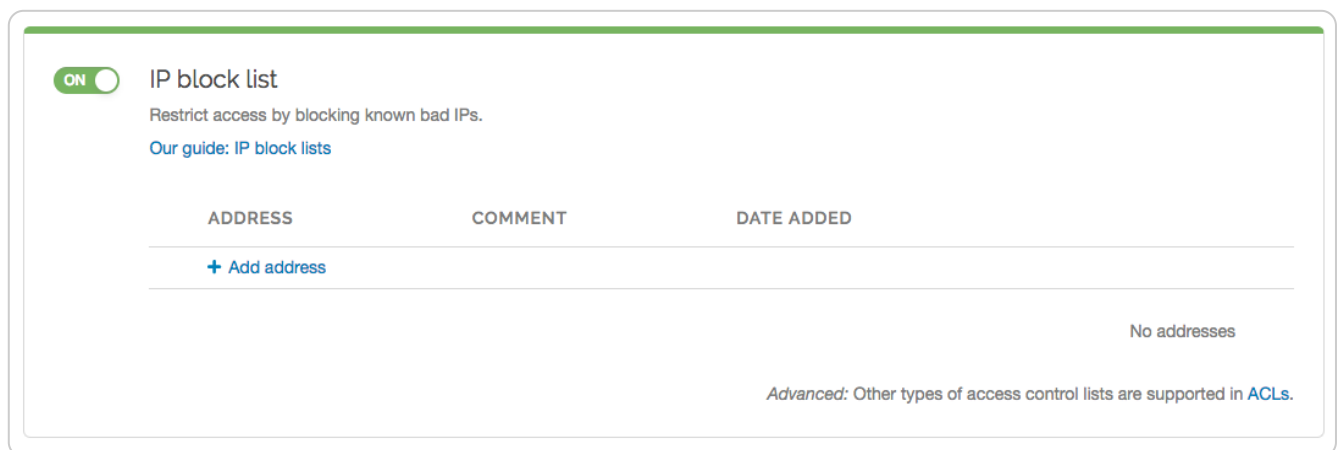 ON
IP block list
Restrict access by blocking known bad IPs.
Our guide: IP block lists
ADDRESS COMMENT DATE ADDED
+ Add address
No addresses
Advanced: Other types of access control lists are supported in ACLs.